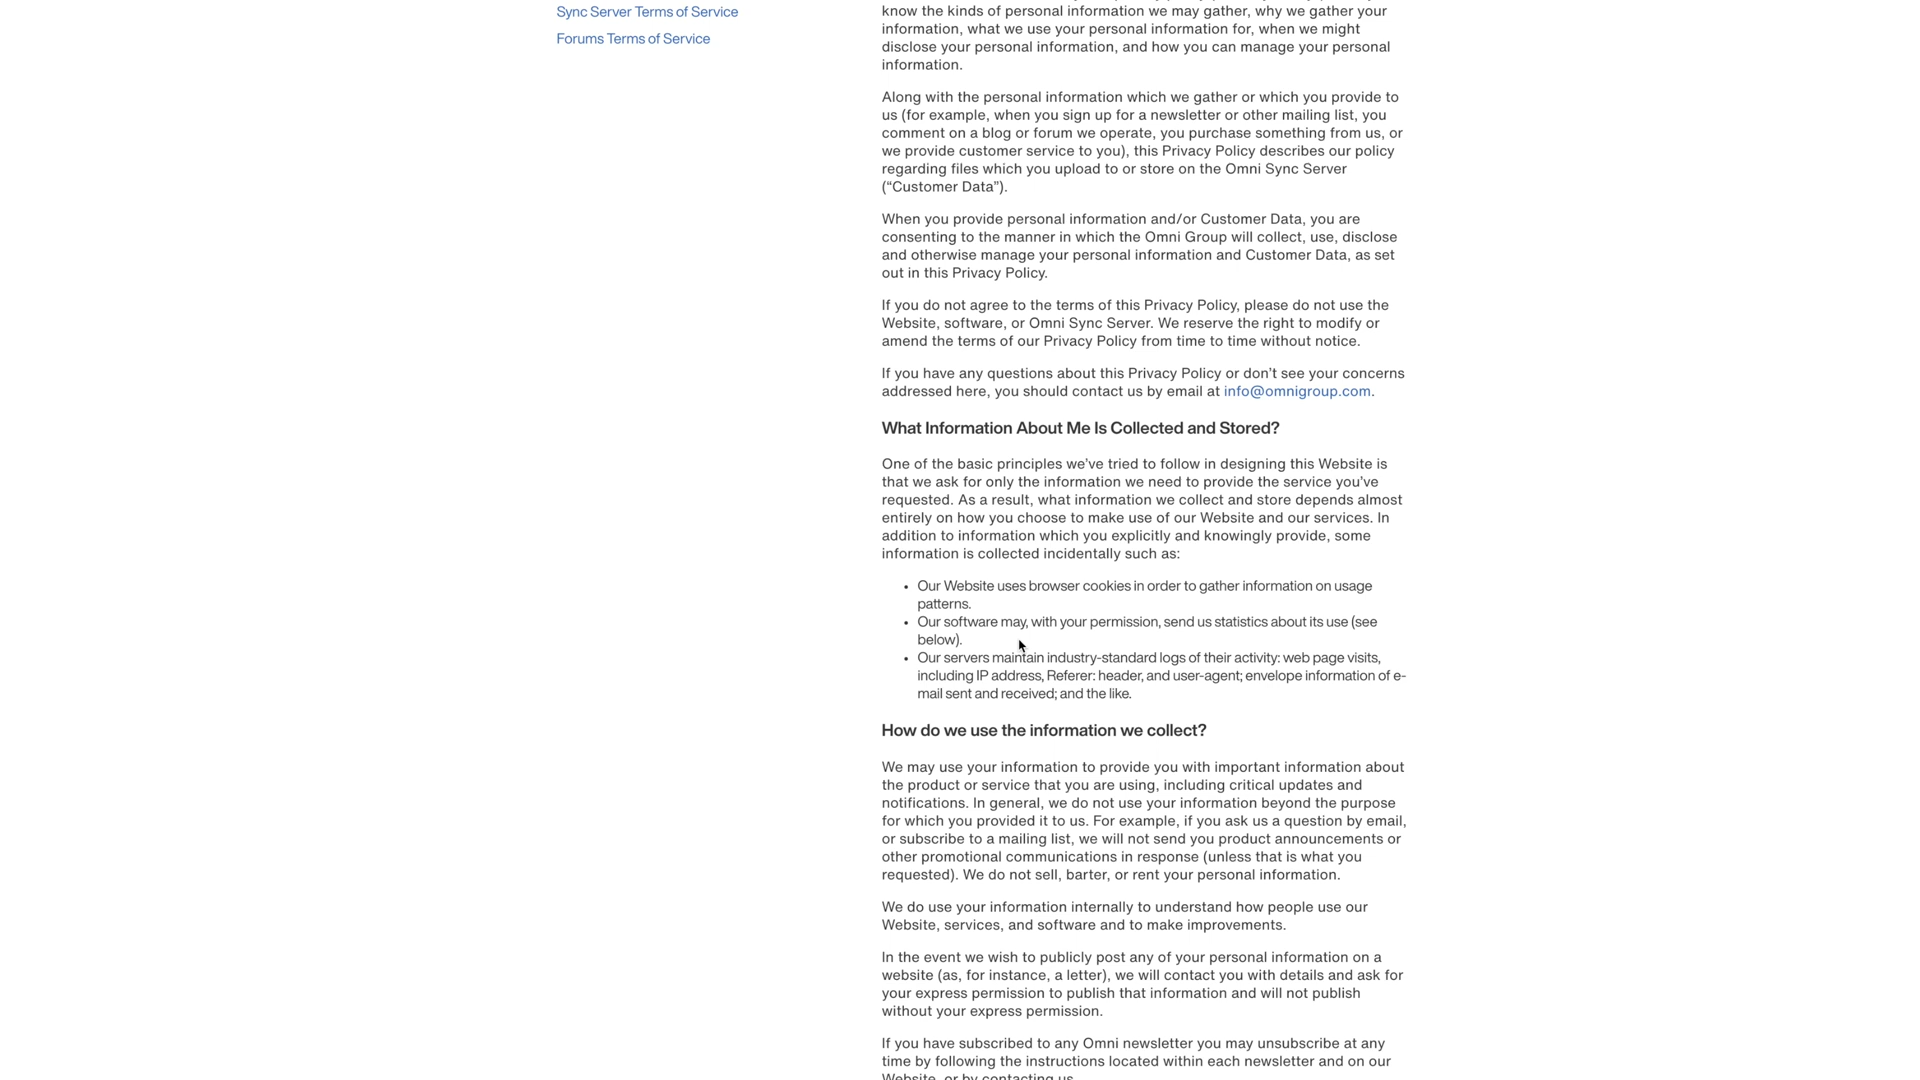 Sync Server Terms of Service
Forums Terms of Service
know the kinds of personal information we may gather, why we gather your
information, what we use your personal information for, when we might
disclose your personal information, and how you can manage your personal
information.
Along with the personal information which we gather or which you provide to
us (for example, when you sign up for a newsletter or other mailing list, you
comment on a blog or forum we operate, you purchase something from us, or
we provide customer service to you), this Privacy Policy describes our policy
regarding files which you upload to or store on the Omni Sync Server
(“Customer Data”).
When you provide personal information and/or Customer Data, you are
consenting to the manner in which the Omni Group will collect, use, disclose
and otherwise manage your personal information and Customer Data, as set
out in this Privacy Policy.
If you do not agree to the terms of this Privacy Policy, please do not use the
Website, software, or Omni Sync Server. We reserve the right to modify or
amend the terms of our Privacy Policy from time to time without notice.
If you have any questions about this Privacy Policy or don’t see your concerns
addressed here, you should contact us by email at info@omnigroup.com.
What Information About Me Is Collected and Stored?
One of the basic principles we’ve tried to follow in designing this Website is
that we ask for only the information we need to provide the service you’ve
requested. As a result, what information we collect and store depends almost
entirely on how you choose to make use of our Website and our services. In
addition to information which you explicitly and knowingly provide, some
information is collected incidentally such as:
• Our Website uses browser cookies in order to gather information on usage
patterns.
• Our software may, with your permission, send us statistics about its use (see
below).
• Our servers maintain industry-standard logs of their activity: web page visits,
including IP address, Referer: header, and user-agent; envelope information of e-
mail sent and received; and the like.
How do we use the information we collect?
We may use your information to provide you with important information about
the product or service that you are using, including critical updates and
notifications. In general, we do not use your information beyond the purpose
for which you provided it to us. For example, if you ask us a question by email,
or subscribe to a mailing list, we will not send you product announcements or
other promotional communications in response (unless that is what you
requested). We do not sell, barter, or rent your personal information.
We do use your information internally to understand how people use our
Website, services, and software and to make improvements.
In the event we wish to publicly post any of your personal information on a
website (as, for instance, a letter), we will contact you with details and ask for
your express permission to publish that information and will not publish
without your express permission.
If you have subscribed to any Omni newsletter you may unsubscribe at any
time by following the instructions located within each newsletter and on our
Website, or by contacting us.